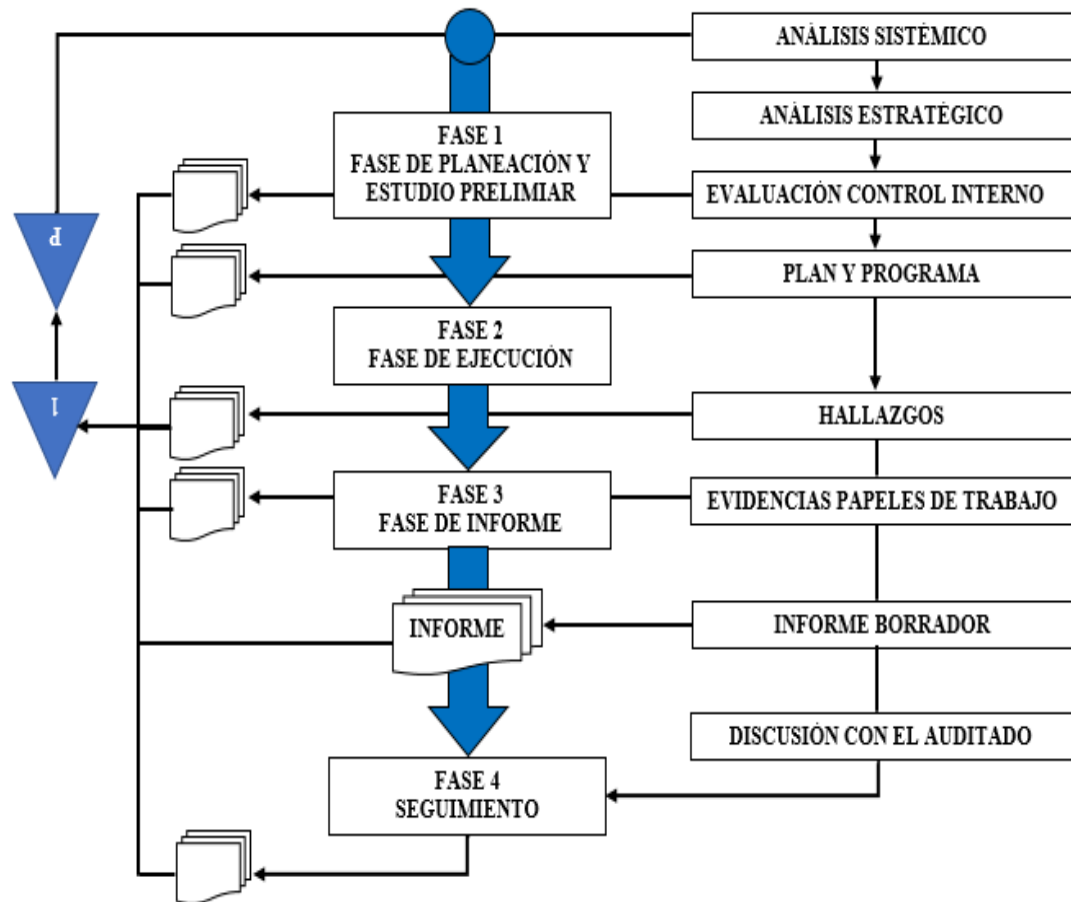 ANÁLISIS SISTÉMICO
ANÁLISIS ESTRATÉGICO
FASE 1
FASE DE PLANEACIÓN Y
ESTUDIO PRELIMIAR
EVALUACIÓN CONTROL INTERNO
P
PLAN Y PROGRAMA
FASE 2
FASE DE EJECUCIÓN
1
HALLAZGOS
FASE 3
FASE DE INFORME
EVIDENCIAS PAPELES DE TRABAJO
INFORME
INFORME BORRADOR
DISCUSIÓN CON EL AUDITADO
FASE 4
SEGUIMIENTO